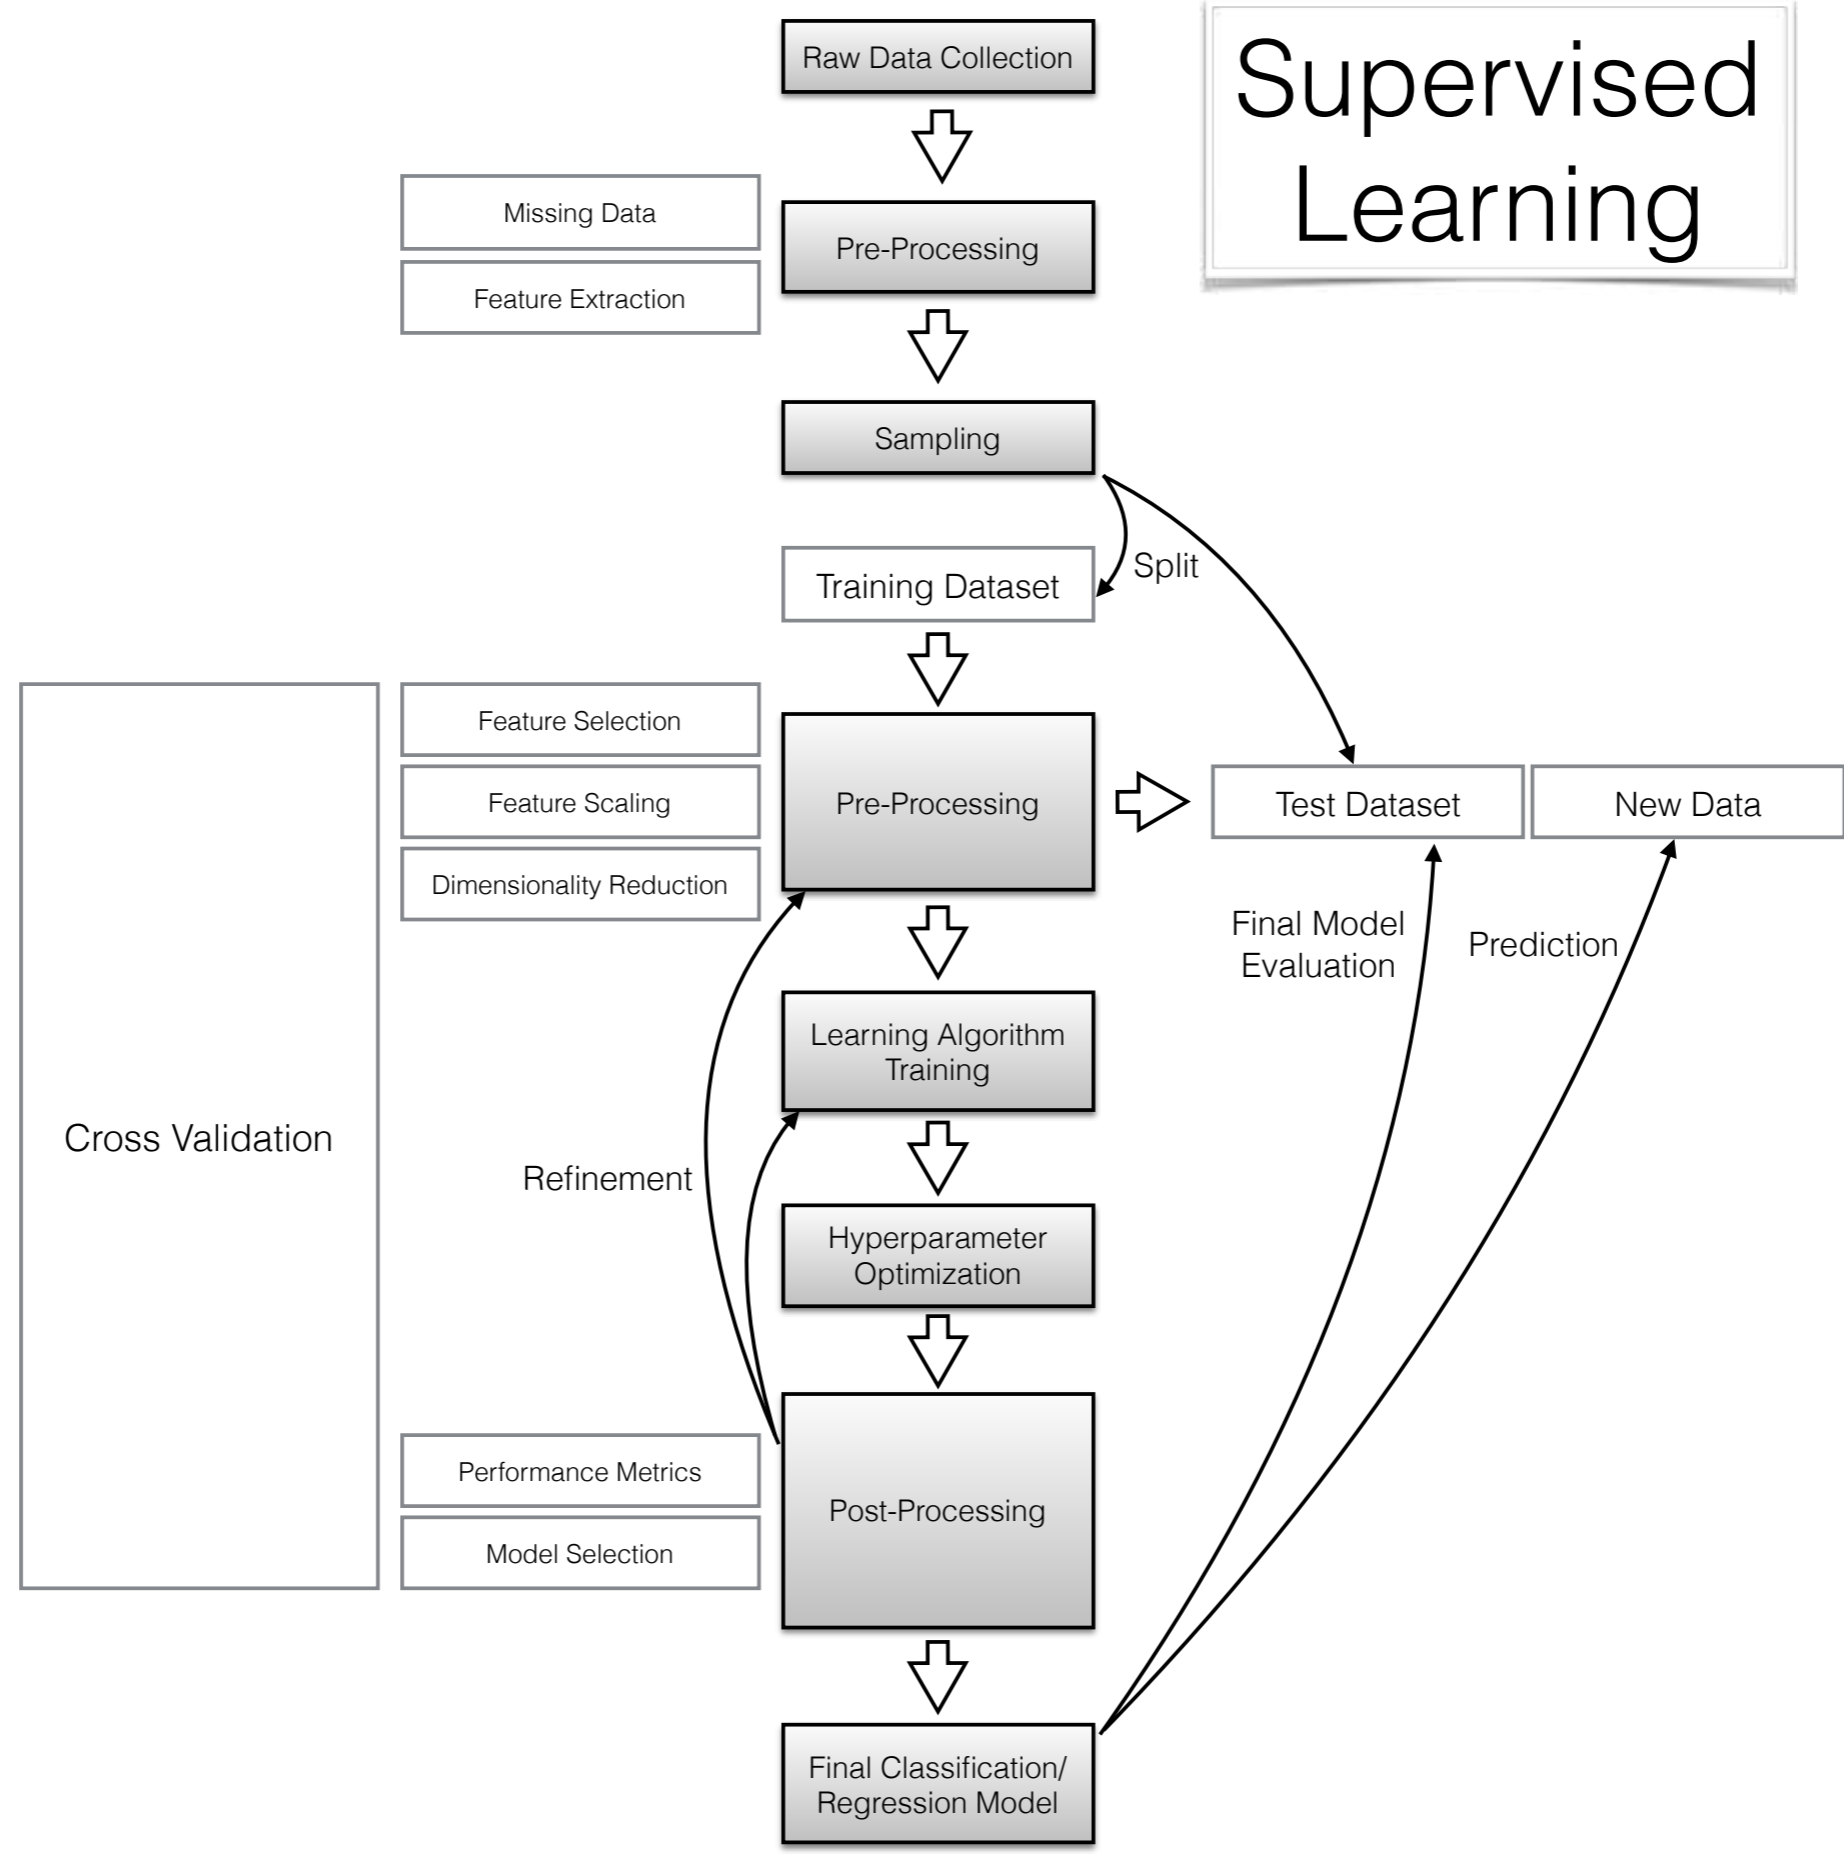 Supervised
Learning
Raw Data Collection
Missing Data
Feature Extraction
Pre-Processing
Sampling
Split
Training Dataset
Feature Selection
Feature Scaling
Dimensionality Reduction
Pre-Processing
Test Dataset
New Data
Final Model
Evaluation
Prediction
Learning Algorithm
Training
Cross Validation
Refinement
Hyperparameter
Optimization
Performance Metrics
Model Selection
Post-Processing
Final Classification/
Regression Model